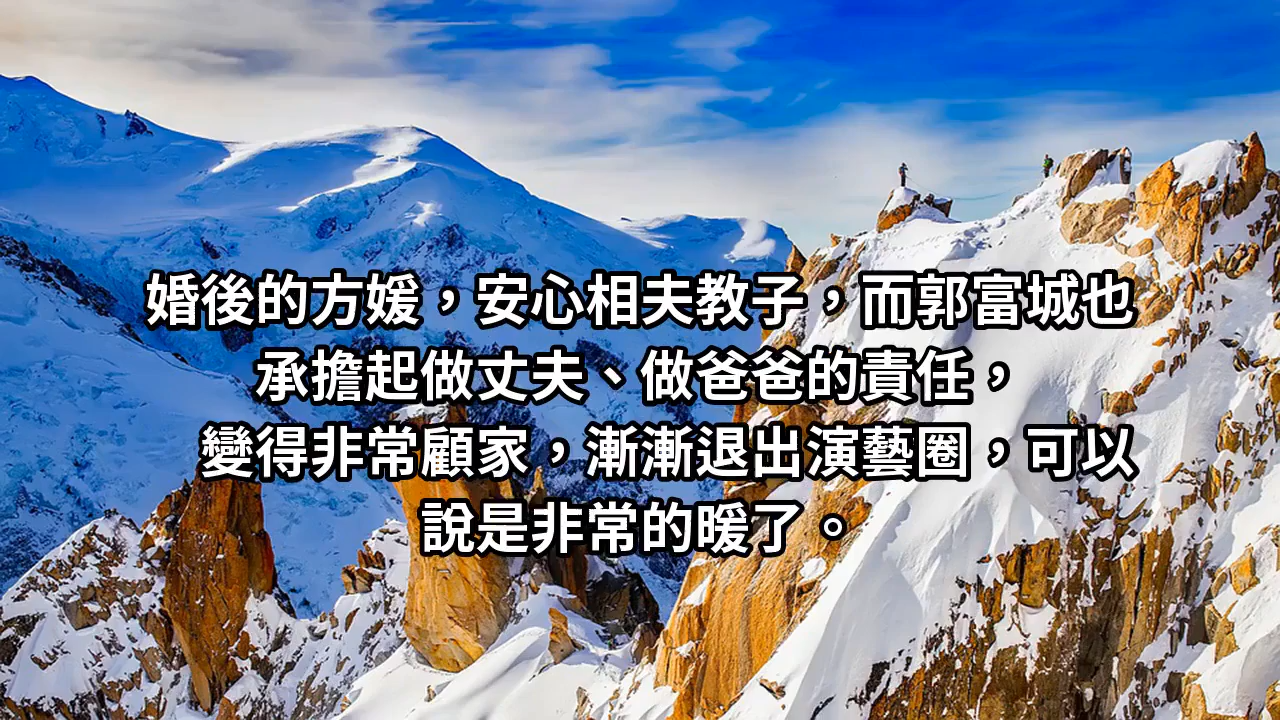 婚後的方媛，安心相夫教子，而郭富城也
承擔起做丈夫、做爸爸的責任，
變得非常顧家，漸漸退出演藝圈，可以
說是非常的暖了。